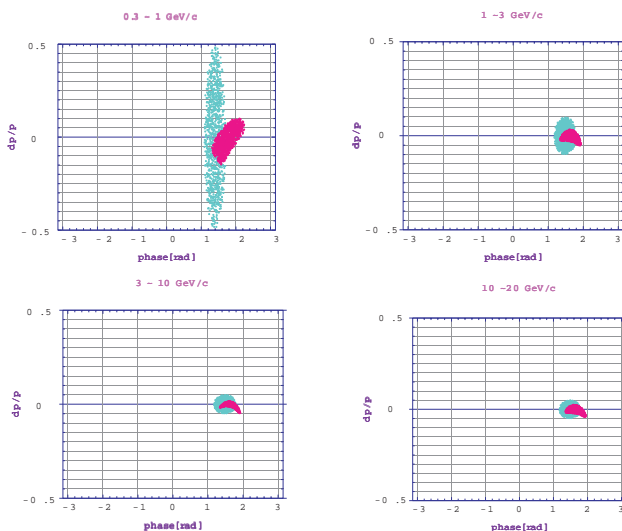 0.3 - 1 GeV/c
0.5
0
- 0.5
dp/p
- 3 - 2 - 1 0 1 2 3
phase[rad]
1 -3 GeV/c
0 .5
0
-0 .5
dp/p
-3 -2 -1 0 1 2 3
phase[rad]
3 - 10 GeV/c
0 .5
0
-0 .5
dp/p
-3 -2 -1 0 1 2 3
phase[rad]
10 -20 GeV/c
0 .5
0
-0 .5
dp/p
-3 -2 -1 0 1 2 3
phase[rad]